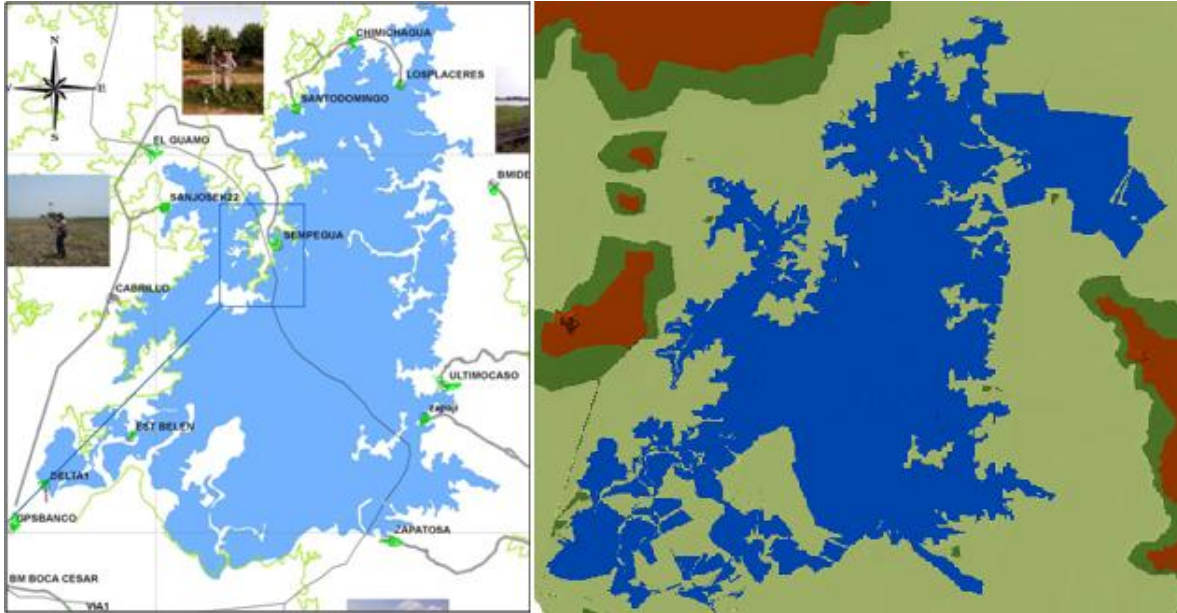 N
E
S
CHIMICHAGUA
LOSPLACERES
SANTODOMINGO
EL GUAMO
BMIDE
SANJOSEK22
SEMPEGUA
CABRILLO
ULTIMOCASO
Zapati
EST BELEN
DELTA1
GPSBANCO
ZAPATOSA
BM BOCA CESAR
VIA1